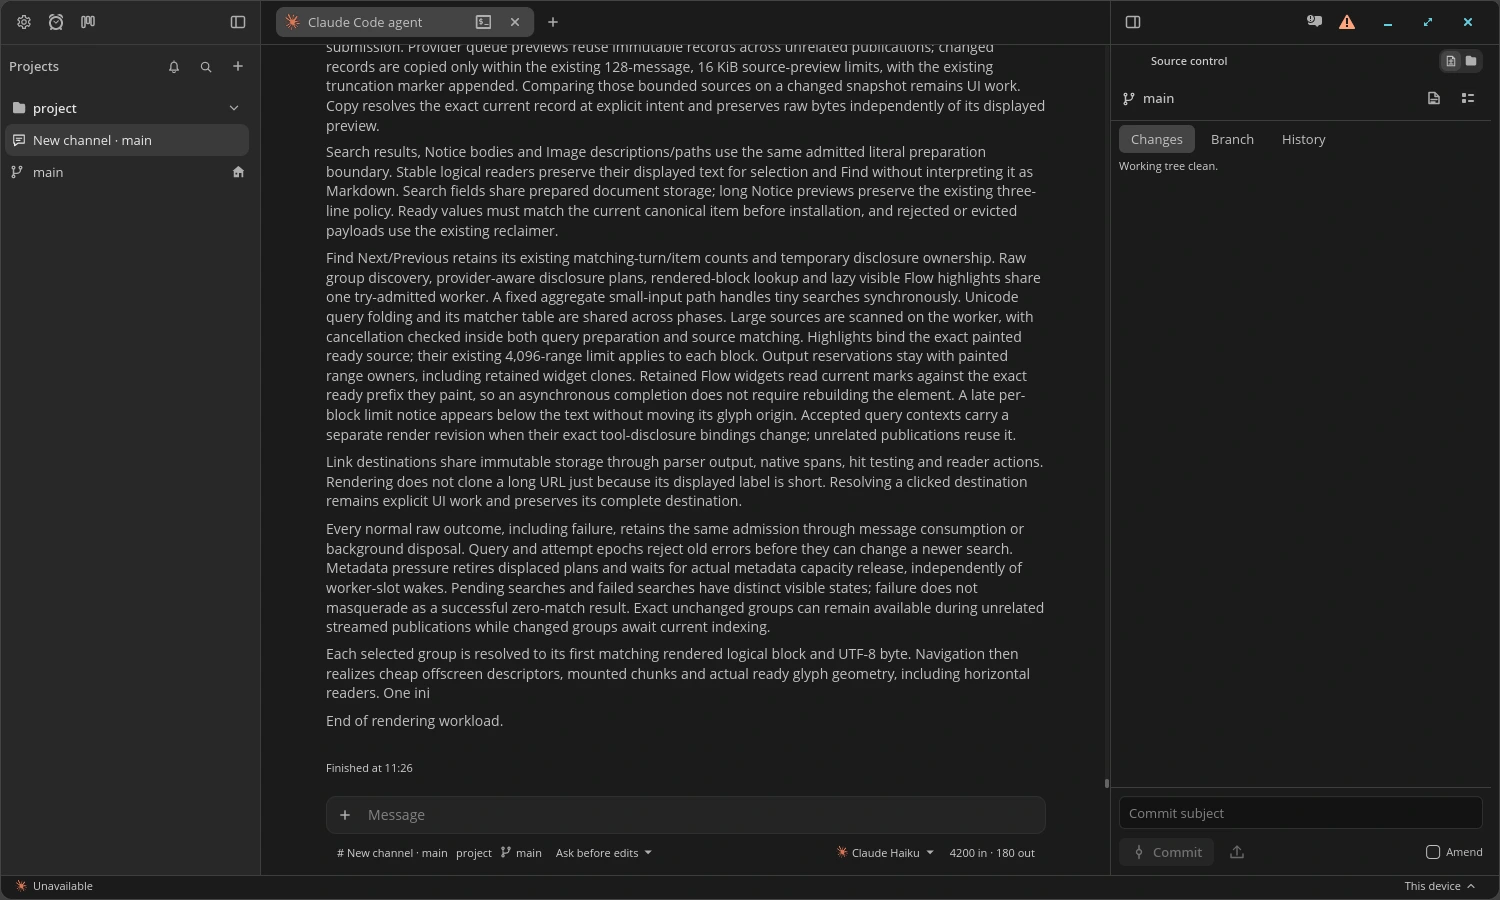 Claude Code agent
Projects
project
New channel · main
main
submission. Provider queue previews reuse immutable records across unrelated publications; changed
records are copied only within the existing 128-message, 16 KiB source-preview limits, with the existing
truncation marker appended. Comparing those bounded sources on a changed snapshot remains UI work.
Copy resolves the exact current record at explicit intent and preserves raw bytes independently of its displayed
preview.
Search results, Notice bodies and Image descriptions/paths use the same admitted literal preparation
boundary. Stable logical readers preserve their displayed text for selection and Find without interpreting it as
Markdown. Search fields share prepared document storage; long Notice previews preserve the existing three-
line policy. Ready values must match the current canonical item before installation, and rejected or evicted
payloads use the existing reclaimer.
Find Next/Previous retains its existing matching-turn/item counts and temporary disclosure ownership. Raw
group discovery, provider-aware disclosure plans, rendered-block lookup and lazy visible Flow highlights share
one try-admitted worker. A fixed aggregate small-input path handles tiny searches synchronously. Unicode
query folding and its matcher table are shared across phases. Large sources are scanned on the worker, with
cancellation checked inside both query preparation and source matching. Highlights bind the exact painted
ready source; their existing 4,096-range limit applies to each block. Output reservations stay with painted
range owners, including retained widget clones. Retained Flow widgets read current marks against the exact
ready prefix they paint, so an asynchronous completion does not require rebuilding the element. A late per-
block limit notice appears below the text without moving its glyph origin. Accepted query contexts carry a
separate render revision when their exact tool-disclosure bindings change; unrelated publications reuse it.
Link destinations share immutable storage through parser output, native spans, hit testing and reader actions.
Rendering does not clone a long URL just because its displayed label is short. Resolving a clicked destination
remains explicit UI work and preserves its complete destination.
Every normal raw outcome, including failure, retains the same admission through message consumption or
background disposal. Query and attempt epochs reject old errors before they can change a newer search.
Metadata pressure retires displaced plans and waits for actual metadata capacity release, independently of
worker-slot wakes. Pending searches and failed searches have distinct visible states; failure does not
masquerade as a successful zero-match result. Exact unchanged groups can remain available during unrelated
streamed publications while changed groups await current indexing.
Each selected group is resolved to its first matching rendered logical block and UTF-8 byte. Navigation then
realizes cheap offscreen descriptors, mounted chunks and actual ready glyph geometry, including horizontal
readers. One ini
End of rendering workload.
Finished at 11:26
Message
# New channel · main project main Ask before edits Claude Haiku 4200 in · 180 out
Source control
main
Changes Branch History
Working tree clean.
Commit subject
Commit Amend
Unavailable
This device